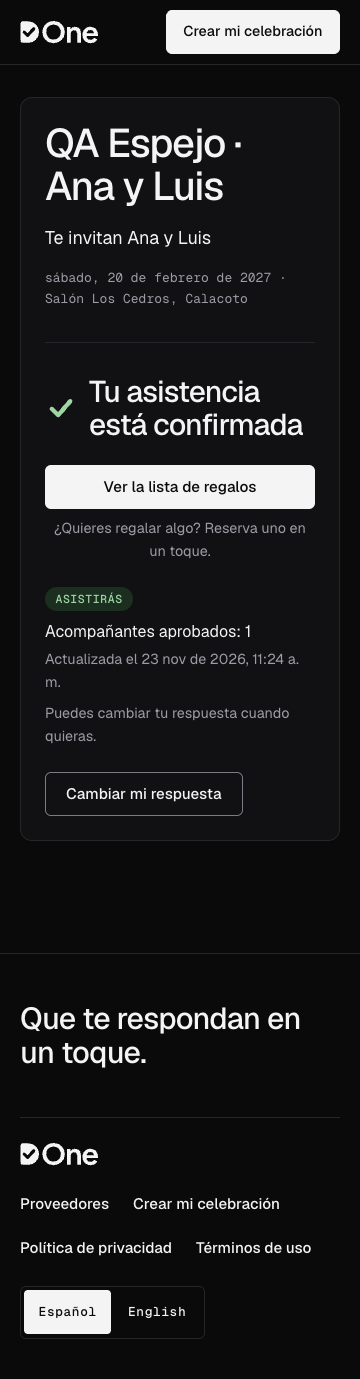 DOne
Crear mi celebración
QA Espejo ·
Ana y Luis
Te invitan Ana y Luis
sábado, 20 de febrero de 2027 ·
Salón Los Cedros, Calacoto
Tu asistencia
está confirmada
Ver la lista de regalos
¿Quieres regalar algo? Reserva uno en
un toque.
ASISTIRÁS
Acompañantes aprobados: 1
Actualizada el 23 nov de 2026, 11:24 a.
m.
Puedes cambiar tu respuesta cuando
quieras.
Cambiar mi respuesta
Que te respondan en
un toque.
DOne
Proveedores
Crear mi celebración
Política de privacidad
Términos de uso
Español
English